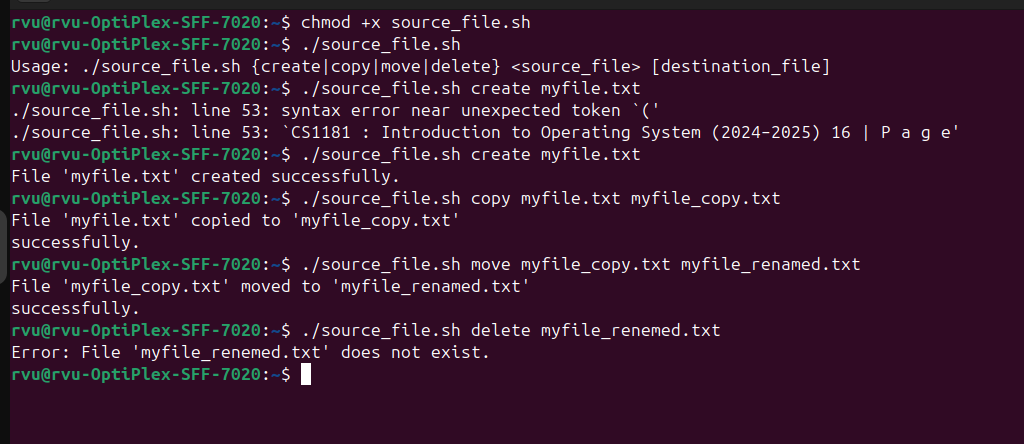 rvu@rvu-OptiPlex-SFF-7020:~$ chmod +x source_file.sh
rvu@rvu-OptiPlex-SFF-7020:~$ ./source_file.sh
Usage: ./source_file.sh {create|copy|move|delete} <source_file> [destination_file]
rvu@rvu-OptiPlex-SFF-7020:~$ ./source_file.sh create myfile.txt
./source_file.sh: line 53: syntax error near unexpected token `('
./source_file.sh: line 53: `CS1181 : Introduction to Operating System (2024–2025) 16 | P a g e'
rvu@rvu-OptiPlex-SFF-7020:~$ ./source_file.sh create myfile.txt
File 'myfile.txt' created successfully.
rvu@rvu-OptiPlex-SFF-7020:~$ ./source_file.sh copy myfile.txt myfile_copy.txt
File 'myfile.txt' copied to 'myfile_copy.txt'
successfully.
rvu@rvu-OptiPlex-SFF-7020:~$ ./source_file.sh move myfile_copy.txt myfile_renamed.txt
File 'myfile_copy.txt' moved to 'myfile_renamed.txt'
successfully.
rvu@rvu-OptiPlex-SFF-7020:~$ ./source_file.sh delete myfile_renemed.txt
Error: File 'myfile_renemed.txt' does not exist.
rvu@rvu-OptiPlex-SFF-7020:~$